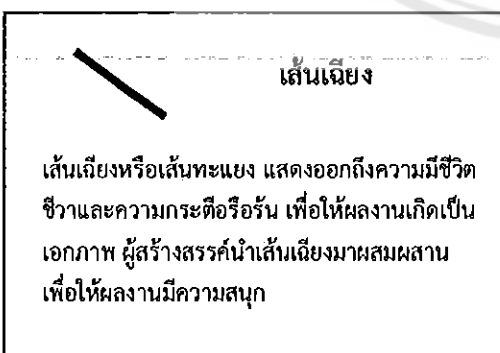 เส้นเฉียง
เส้นเฉียงหรือเส้นทะแยง แสดงออกถึงความมีชีวิต
ชีวาและความกระตือรือร้น เพื่อให้ผลงานเกิดเป็น
เอกภาพ ผู้สร้างสรรค์นำเส้นเฉียงมาผสมผสาน
เพื่อให้ผลงานมีความสนุก